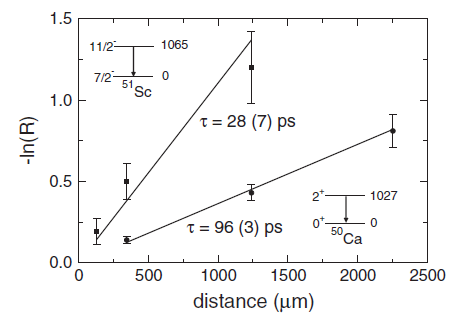 1.5
11/2⁻ 1065
7/2⁻ 0
⁵¹Sc
1.0
-ln(R)
τ = 28 (7) ps
0.5
2⁺ 1027
τ = 96 (3) ps
0⁺ 0
⁵⁰Ca
0.0
0 500 1000 1500 2000 2500
distance (μm)